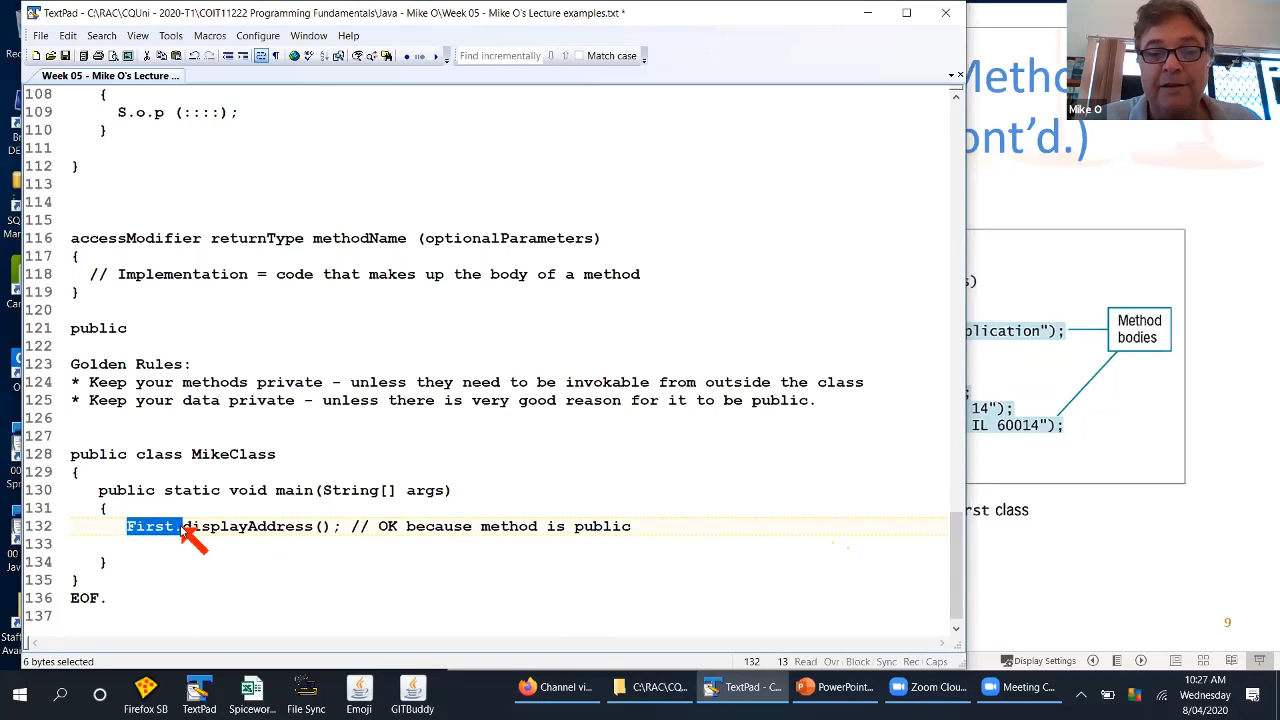 TextPad - C:\RAC\CQUni - 2020-T1\COIT11222 Programming Fundamentals\Java - Mike O\Week 05 - Mike O's Lecture examples.txt *
File Edit Search View Tools Macros Configure Window Help
Find incrementally Match case
Week 05 - Mike O's Lecture ...
108 {
109 S.o.p (::::);
110 }
111
112 }
113
114
115
116 accessModifier returnType methodName (optionalParameters)
117 {
118 // Implementation = code that makes up the body of a method
119 }
120
121 public
122
123 Golden Rules:
124 * Keep your methods private - unless they need to be invokable from outside the class
125 * Keep your data private - unless there is very good reason for it to be public.
126
127
128 public class MikeClass
129 {
130 public static void main(String[] args)
131 {
132 First.displayAddress(); // OK because method is public
133
134 }
135 }
136 EOF.
137
6 bytes selected 132 13 Read Ovr Block Sync Rec Caps
Mike O
ont'd.)
s)
plication");
Method
bodies
;
14");
IL 60014");
rst class
9
Display Settings
Firefox SB TextPad Spicewor... File Sync Emoji GITBuddy
Channel vi... C:\RAC\CQ... TextPad - C... PowerPoint... Zoom Clou... Meeting C...
10:27 AM
Wednesday
8/04/2020